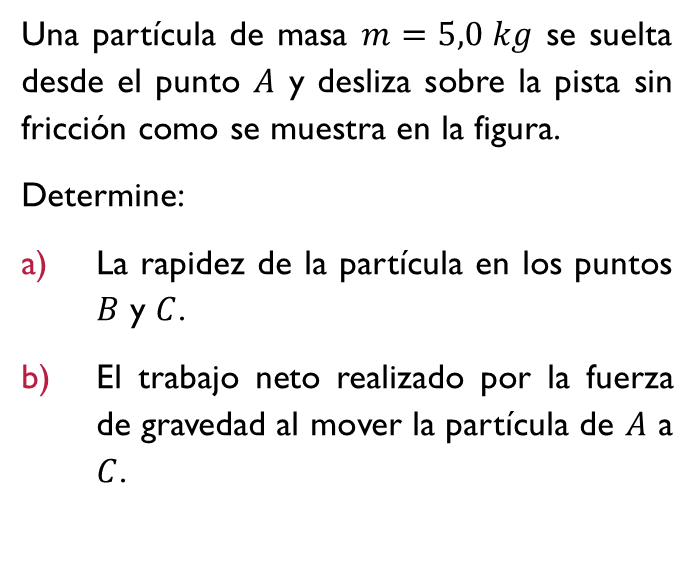 Una partícula de masa m = 5,0 kg se suelta
desde el punto A y desliza sobre la pista sin
fricción como se muestra en la figura.
Determine:
a) La rapidez de la partícula en los puntos
B y C.
b) El trabajo neto realizado por la fuerza
de gravedad al mover la partícula de A a
C.